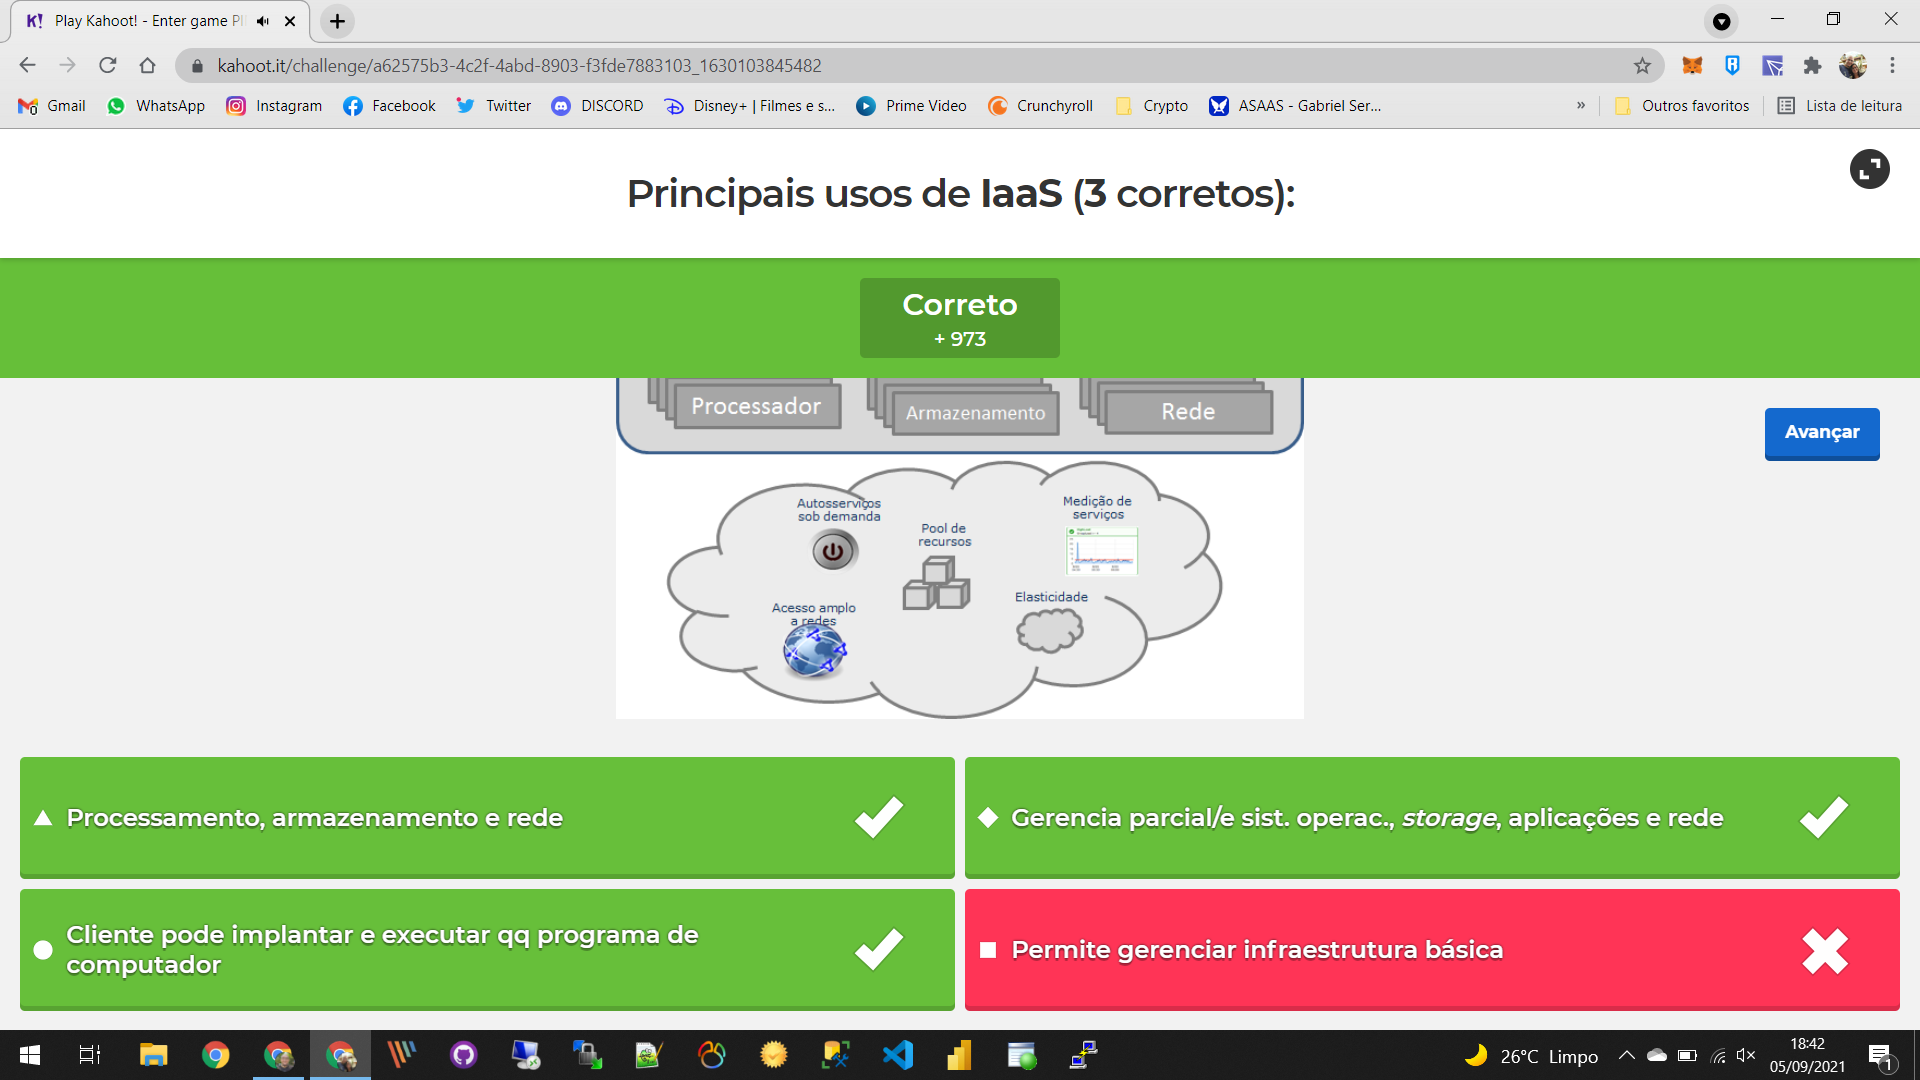 Play Kahoot! - Enter game P
kahoot.it/challenge/a62575b3-4c2f-4abd-8903-f3fde7883103_1630103845482
Gmail WhatsApp Instagram Facebook Twitter DISCORD Disney+ | Filmes e s... Prime Video Crunchyroll Crypto ASAAS - Gabriel Ser... » Outros favoritos Lista de leitura
Principais usos de IaaS (3 corretos):
Correto
+ 973
Avançar
Processador Armazenamento Rede
Autosserviços
sob demanda
Pool de
recursos
Medição de
serviços
Acesso amplo
a redes
Elasticidade
Processamento, armazenamento e rede
Gerencia parcial/e sist. operac., storage, aplicações e rede
Cliente pode implantar e executar qq programa de
computador
Permite gerenciar infraestrutura básica
26°C Limpo
18:42
05/09/2021
1